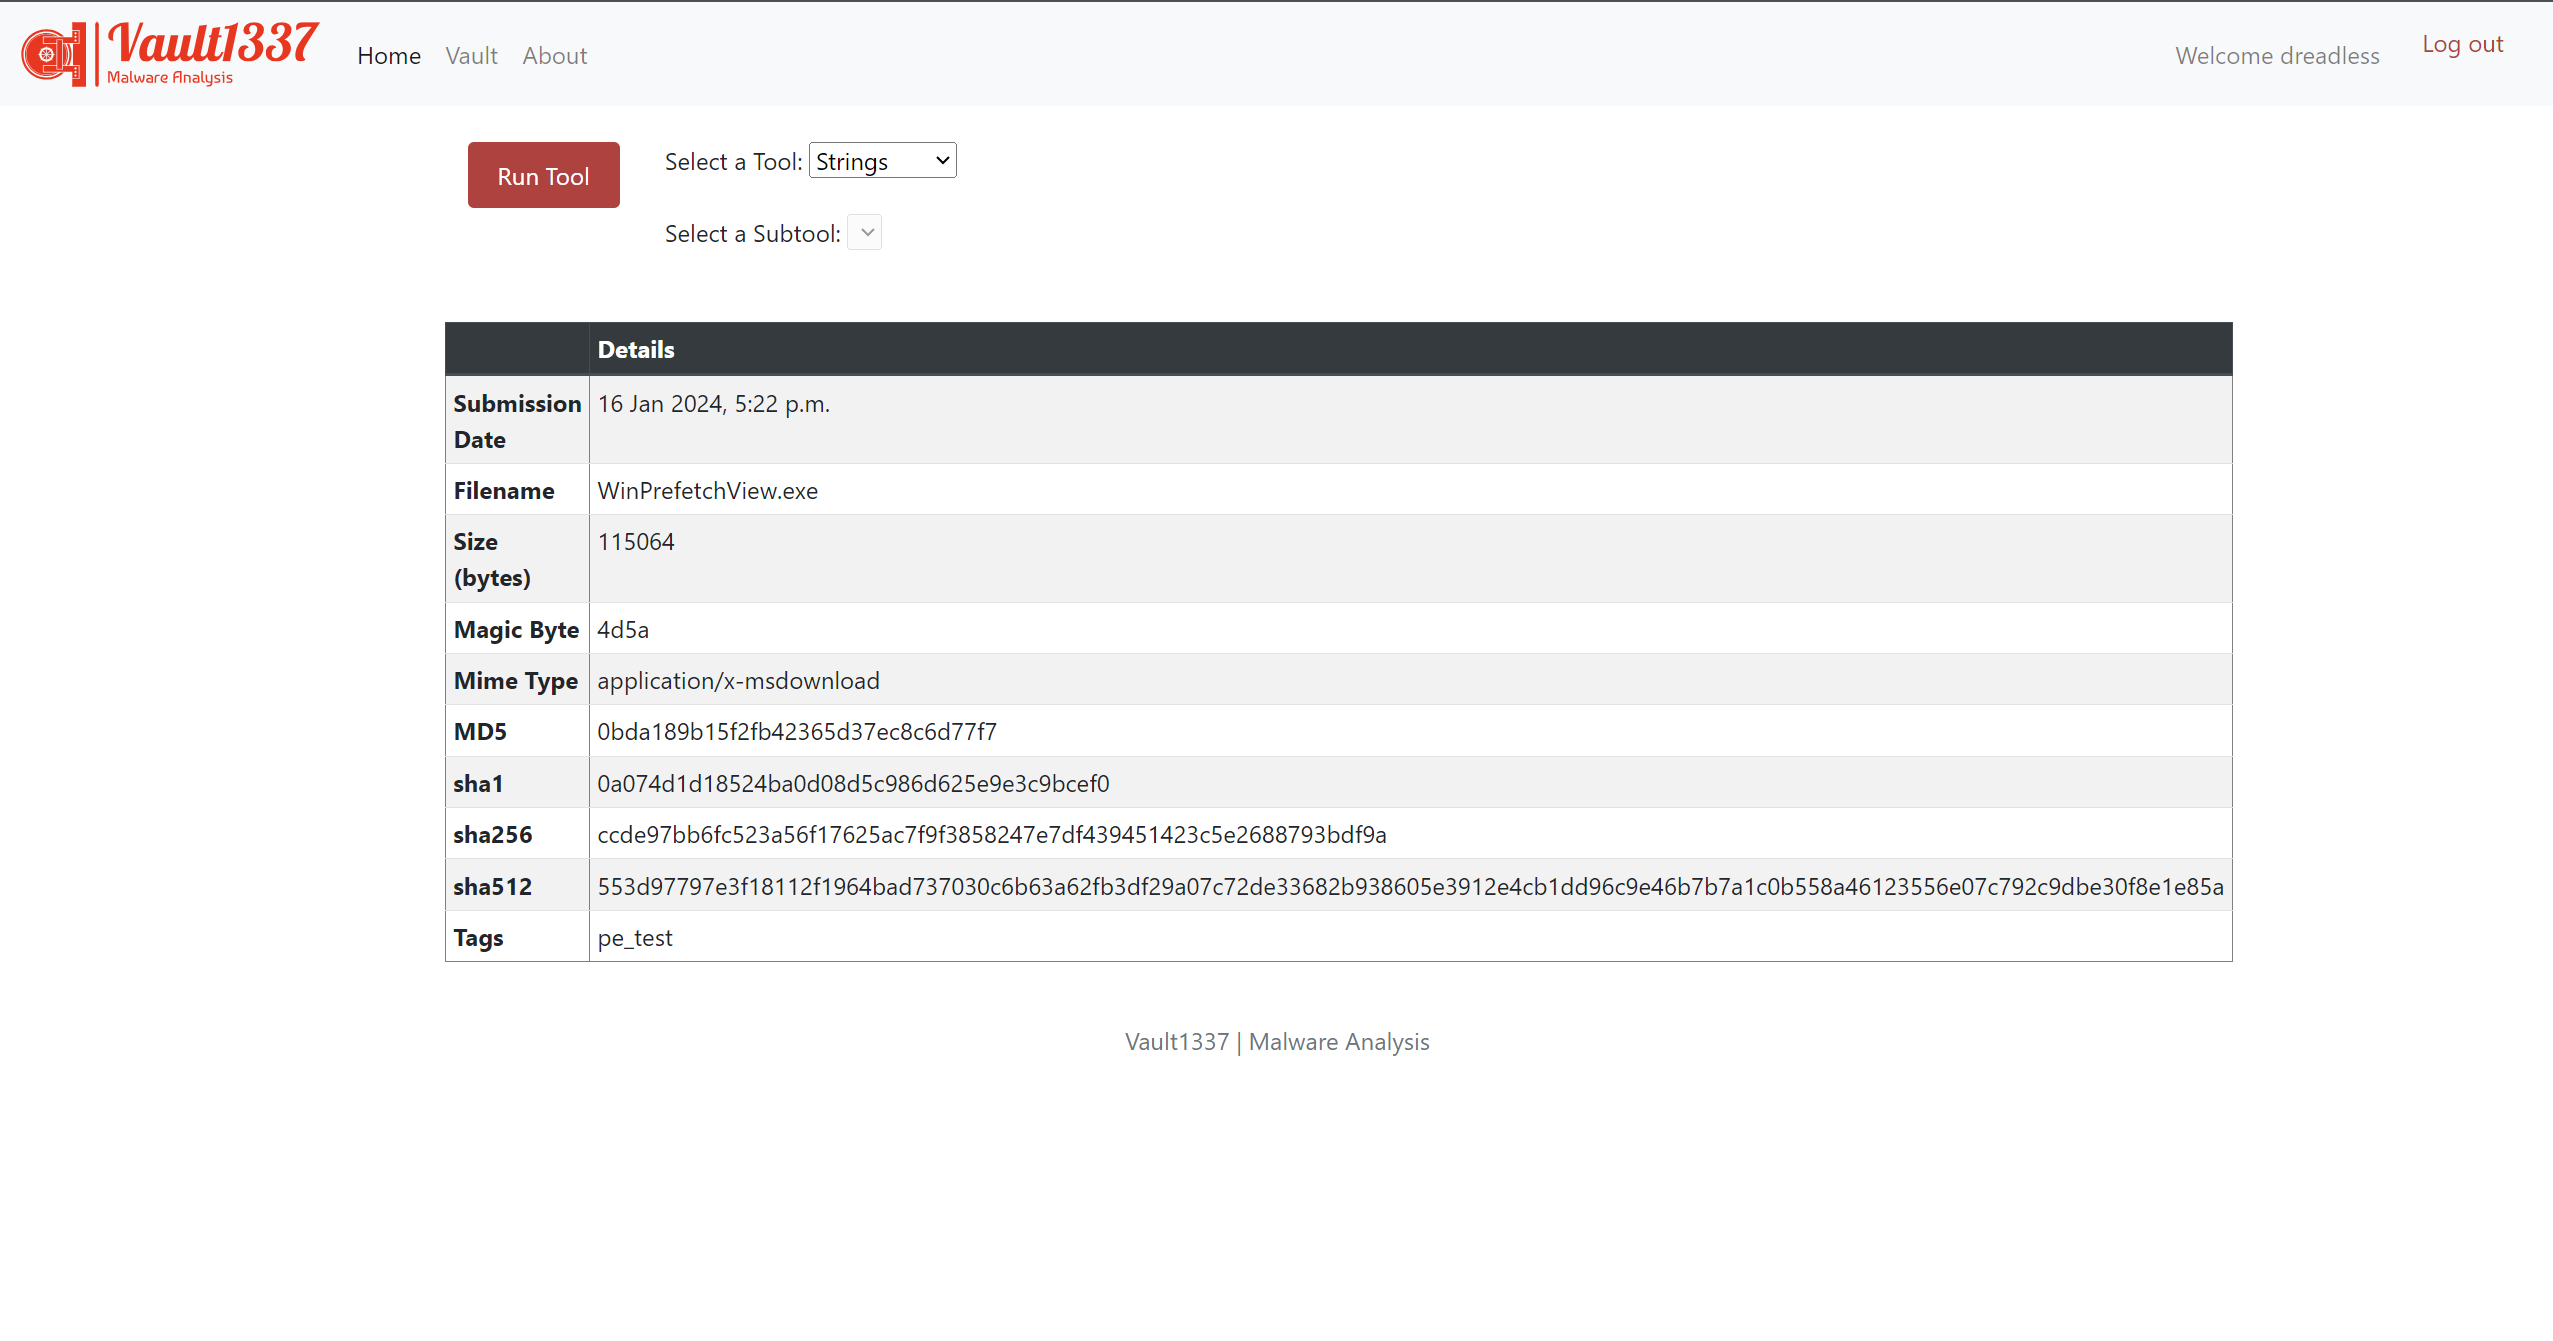 Vault1337
Malware Analysis
Home Vault About
Welcome dreadless
Log out
Run Tool
Select a Tool: Strings
Select a Subtool:
Details
Submission Date 16 Jan 2024, 5:22 p.m.
Filename WinPrefetchView.exe
Size (bytes) 115064
Magic Byte 4d5a
Mime Type application/x-msdownload
MD5 0bda189b15f2fb42365d37ec8c6d77f7
sha1 0a074d1d18524ba0d08d5c986d625e9e3c9bcef0
sha256 ccde97bb6fc523a56f17625ac7f9f3858247e7df439451423c5e2688793bdf9a
sha512 553d97797e3f18112f1964bad737030c6b63a62fb3df29a07c72de33682b938605e3912e4cb1dd96c9e46b7b7a1c0b558a46123556e07c792c9dbe30f8e1e85a
Tags pe_test
Vault1337 | Malware Analysis